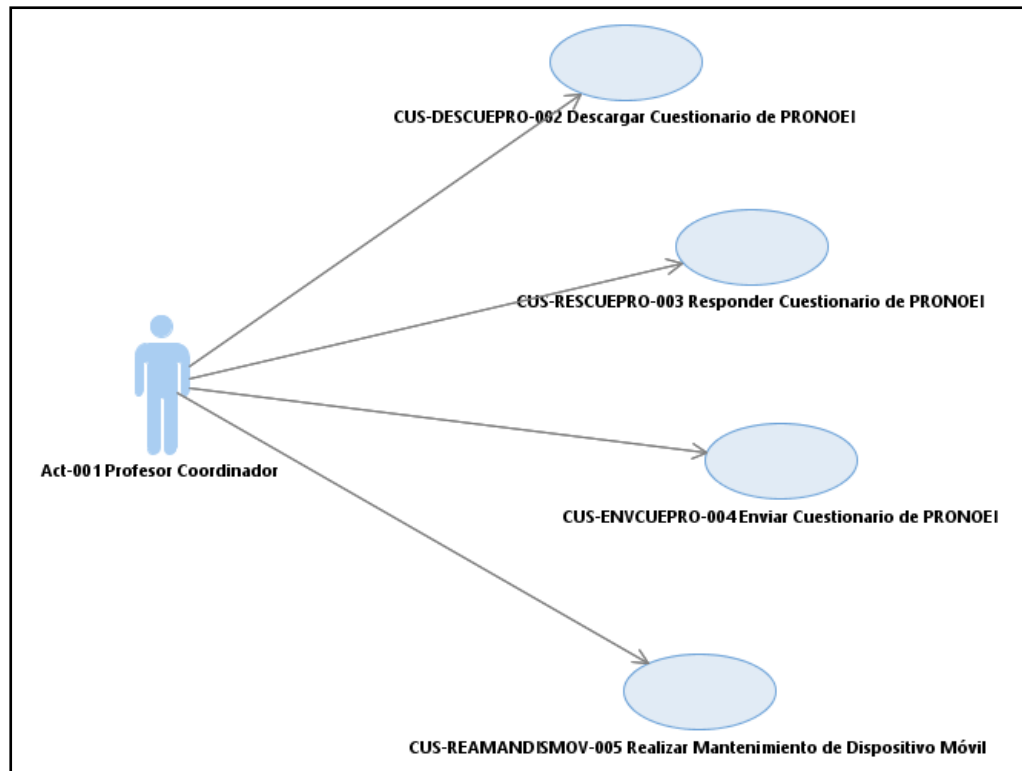 CUS-DESCUEPRO-002 Descargar Cuestionario de PRONOEI
CUS-RESCUEPRO-003 Responder Cuestionario de PRONOEI
Act-001 Profesor Coordinador
CUS-ENVCUEPRO-004 Enviar Cuestionario de PRONOEI
CUS-REAMANDISMOV-005 Realizar Mantenimiento de Dispositivo Móvil